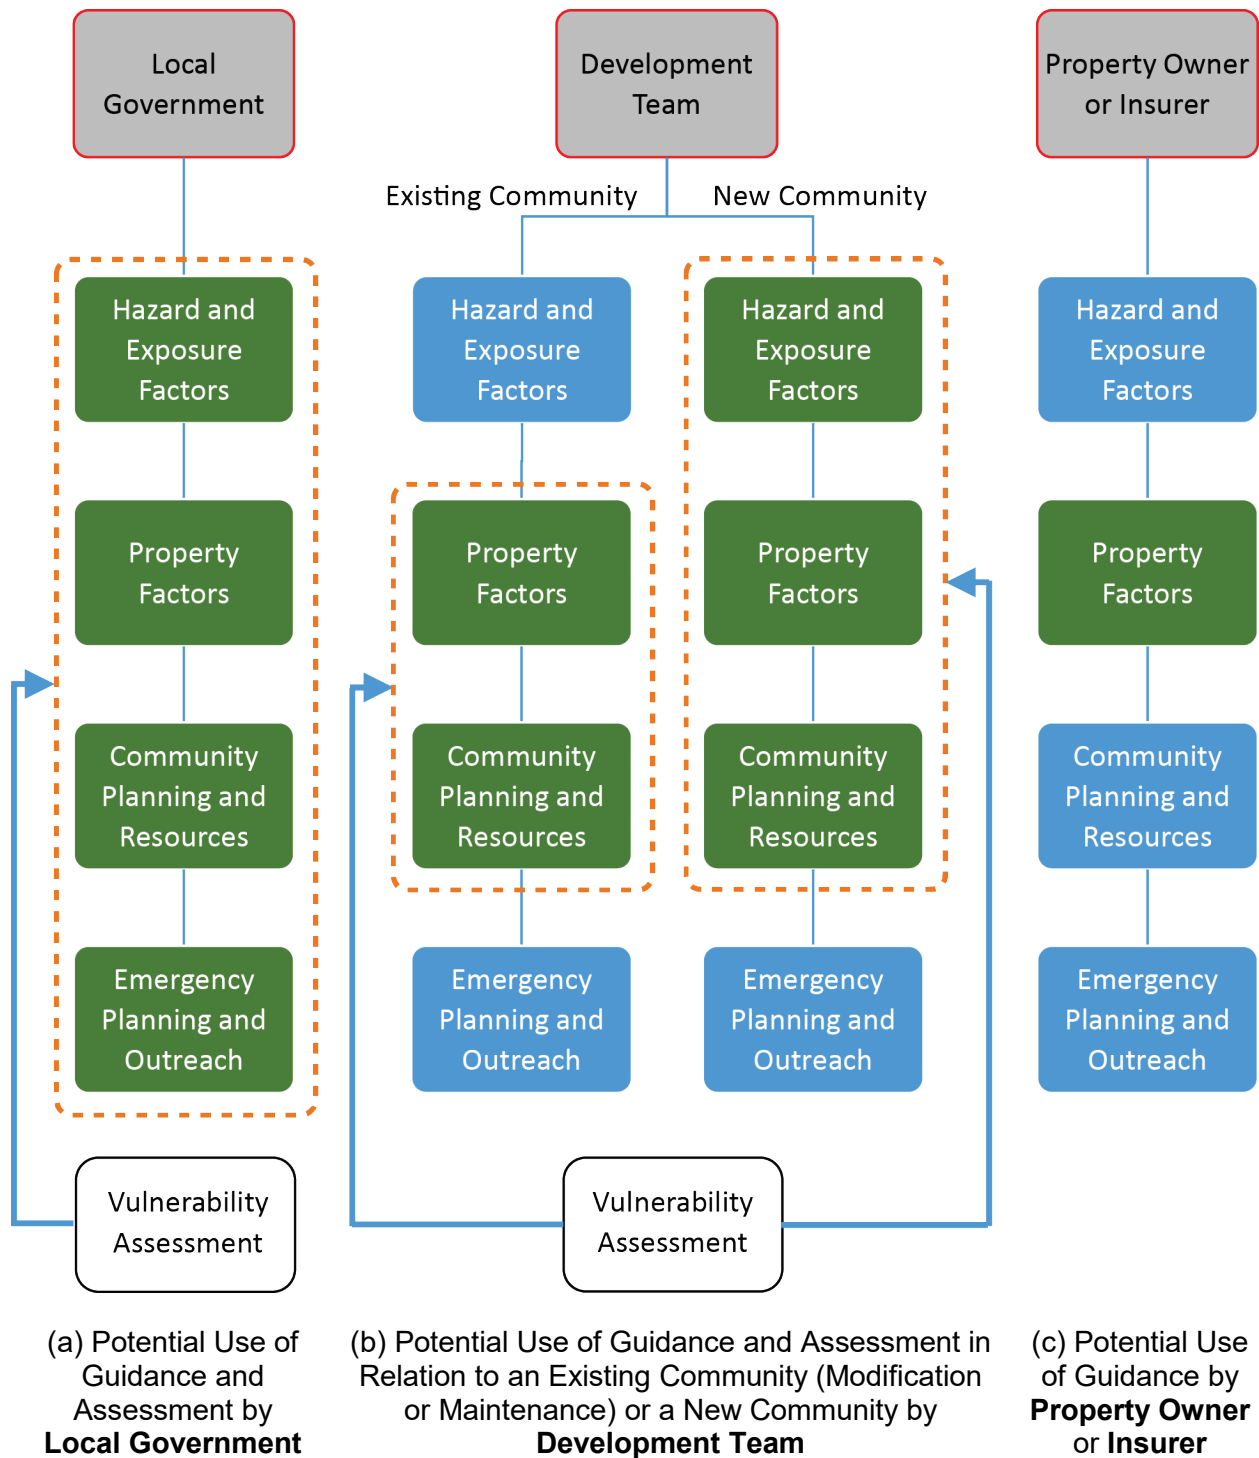 Local
Government
Development
Team
Property Owner
or Insurer
Existing Community
New Community
Hazard and
Exposure
Factors
Hazard and
Exposure
Factors
Hazard and
Exposure
Factors
Hazard and
Exposure
Factors
Property
Factors
Property
Factors
Property
Factors
Property
Factors
Community
Planning and
Resources
Community
Planning and
Resources
Community
Planning and
Resources
Community
Planning and
Resources
Emergency
Planning and
Outreach
Emergency
Planning and
Outreach
Emergency
Planning and
Outreach
Emergency
Planning and
Outreach
Vulnerability
Assessment
Vulnerability
Assessment
(a) Potential Use of
Guidance and
Assessment by
Local Government
(b) Potential Use of Guidance and Assessment in
Relation to an Existing Community (Modification
or Maintenance) or a New Community by
Development Team
(c) Potential Use
of Guidance by
Property Owner
or Insurer